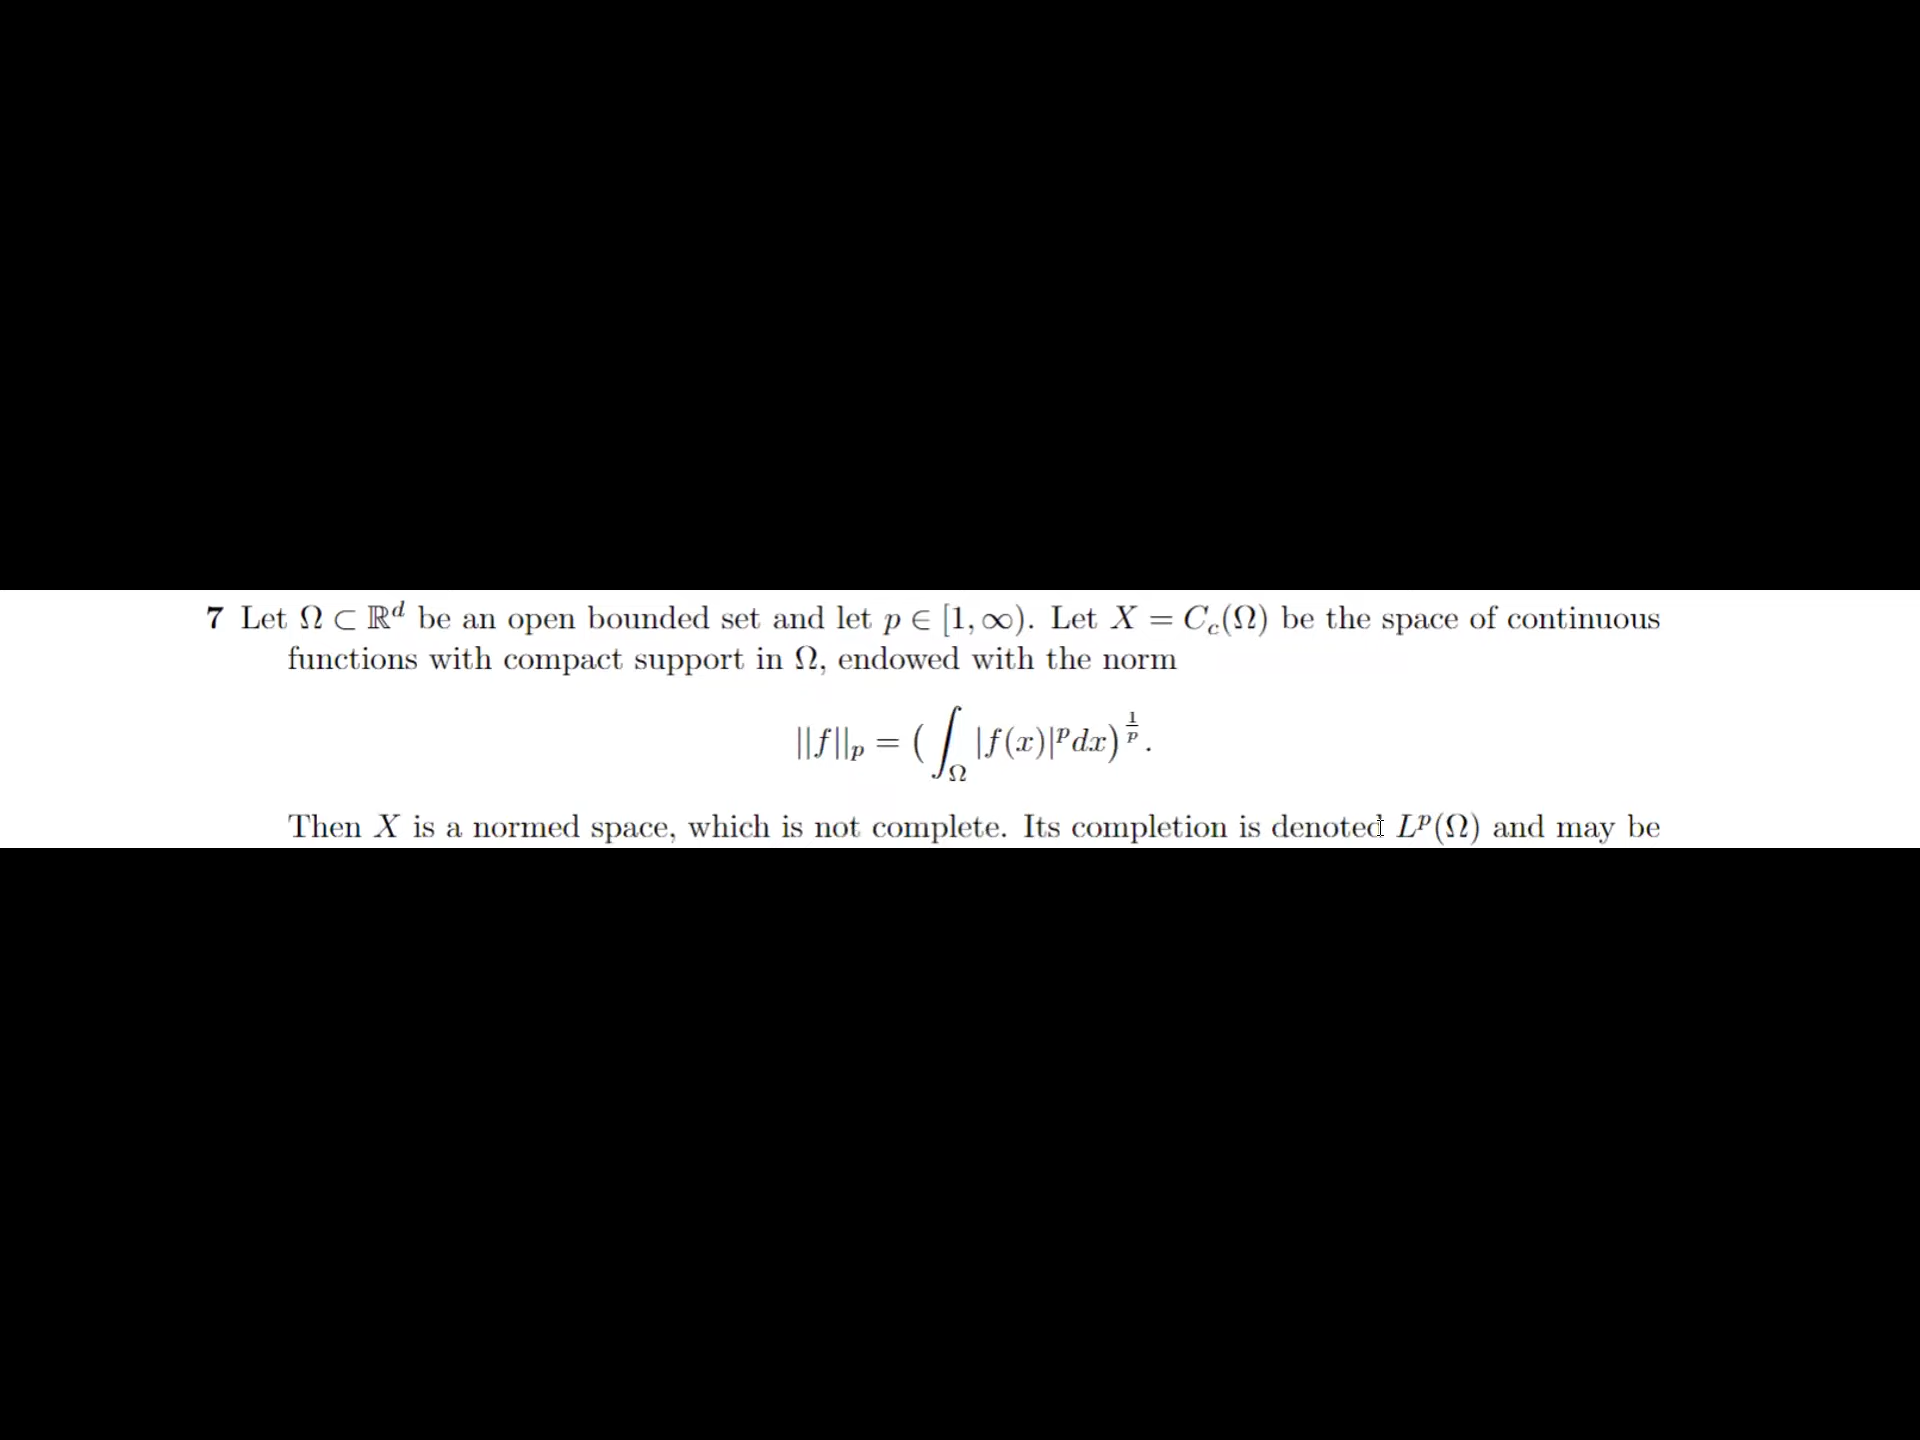 7 Let Ω ⊂ ℝᵈ be an open bounded set and let p ∈ [1, ∞). Let X = C_c(Ω) be the space of continuous
functions with compact support in Ω, endowed with the norm
||f||_p = ( ∫_Ω |f(x)|^p dx )^{1/p}.
Then X is a normed space, which is not complete. Its completion is denoted L^p(Ω) and may be